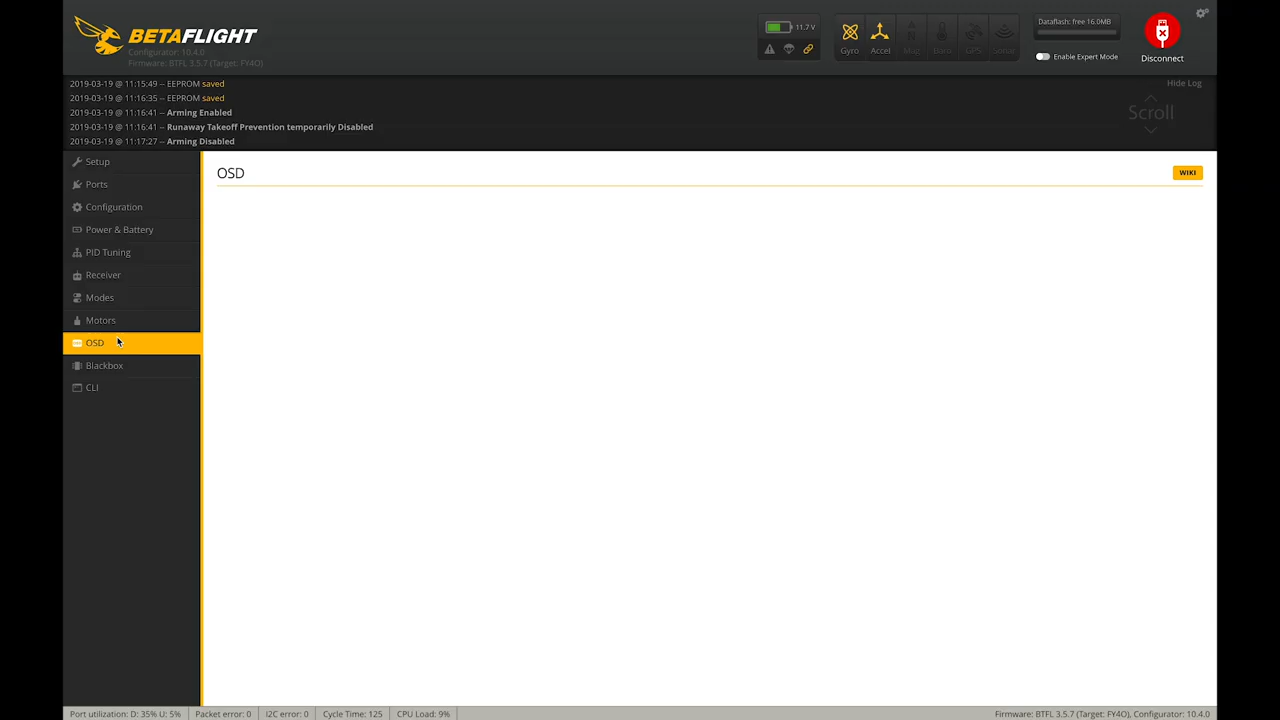 BETAFLIGHT
Configurator: 10.4.0
Firmware: BTFL 3.5.7 (Target: FY4O)
11.7 V
Gyro
Accel
Mag
Baro
GPS
Sonar
Dataflash: free 16.0MB
Enable Expert Mode
Disconnect
2019-03-19 @ 11:15:49 -- EEPROM saved
2019-03-19 @ 11:16:35 -- EEPROM saved
2019-03-19 @ 11:16:41 -- Arming Enabled
2019-03-19 @ 11:16:41 -- Runaway Takeoff Prevention temporarily Disabled
2019-03-19 @ 11:17:27 -- Arming Disabled
Hide Log
Scroll
Setup
Ports
Configuration
Power & Battery
PID Tuning
Receiver
Modes
Motors
OSD
Blackbox
CLI
OSD
WIKI
Port utilization: D: 35% U: 5%
Packet error: 0
I2C error: 0
Cycle Time: 125
CPU Load: 9%
Firmware: BTFL 3.5.7 (Target: FY4O), Configurator: 10.4.0